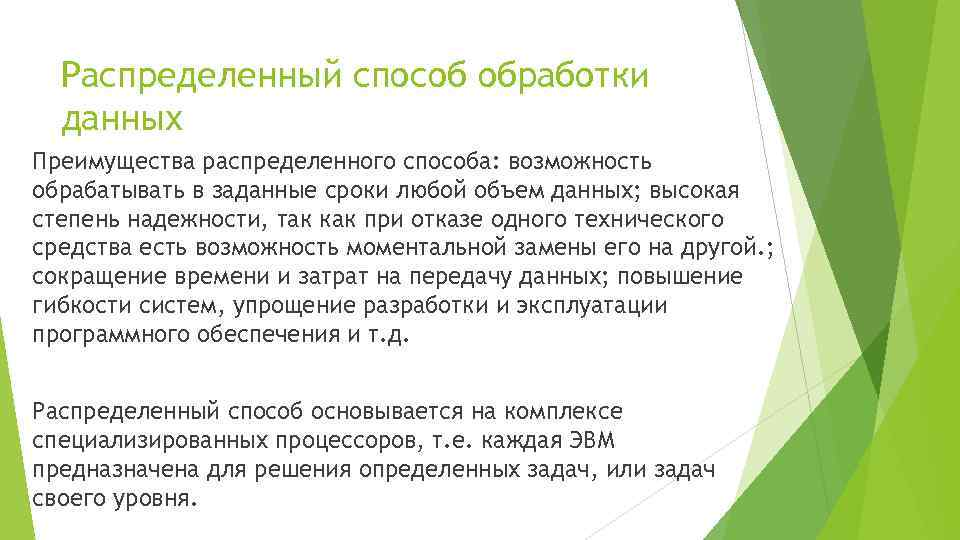 Распределенный способ обработки
данных
Преимущества распределенного способа: возможность
обрабатывать в заданные сроки любой объем данных; высокая
степень надежности, так как при отказе одного технического
средства есть возможность моментальной замены его на другой. ;
сокращение времени и затрат на передачу данных; повышение
гибкости систем, упрощение разработки и эксплуатации
программного обеспечения и т. д.
Распределенный способ основывается на комплексе
специализированных процессоров, т. е. каждая ЭВМ
предназначена для решения определенных задач, или задач
своего уровня.